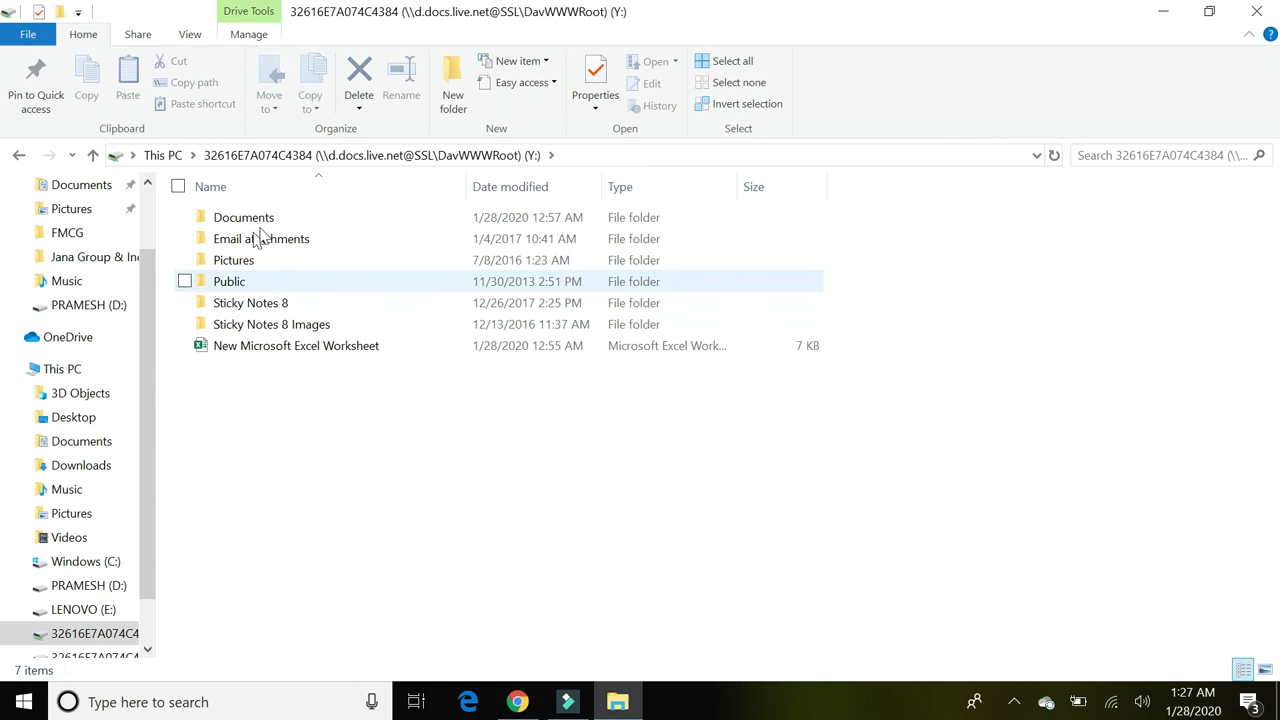 Drive Tools 32616E7A074C4384 (\\d.docs.live.net@SSL\DavWWWRoot) (Y:)
File Home Share View Manage
Pin to Quick access
Copy
Paste
Cut
Copy path
Paste shortcut
Clipboard
Move to
Copy to
Delete
Rename
Organize
New folder
New item
Easy access
New
Properties
Open
Edit
History
Open
Select all
Select none
Invert selection
Select
This PC 32616E7A074C4384 (\\d.docs.live.net@SSL\DavWWWRoot) (Y:)
Search 32616E7A074C4384 (\\...
Documents
Pictures
FMCG
Jana Group & In
Music
PRAMESH (D:)
OneDrive
This PC
3D Objects
Desktop
Documents
Downloads
Music
Pictures
Videos
Windows (C:)
PRAMESH (D:)
LENOVO (E:)
32616E7A074C4
32616E7A074C4
Name Date modified Type Size
Documents 1/28/2020 12:57 AM File folder
Email attachments 1/4/2017 10:41 AM File folder
Pictures 7/8/2016 1:23 AM File folder
Public 11/30/2013 2:51 PM File folder
Sticky Notes 8 12/26/2017 2:25 PM File folder
Sticky Notes 8 Images 12/13/2016 11:37 AM File folder
New Microsoft Excel Worksheet 1/28/2020 12:55 AM Microsoft Excel Work... 7 KB
7 items
Type here to search
1:27 AM
1/28/2020
3